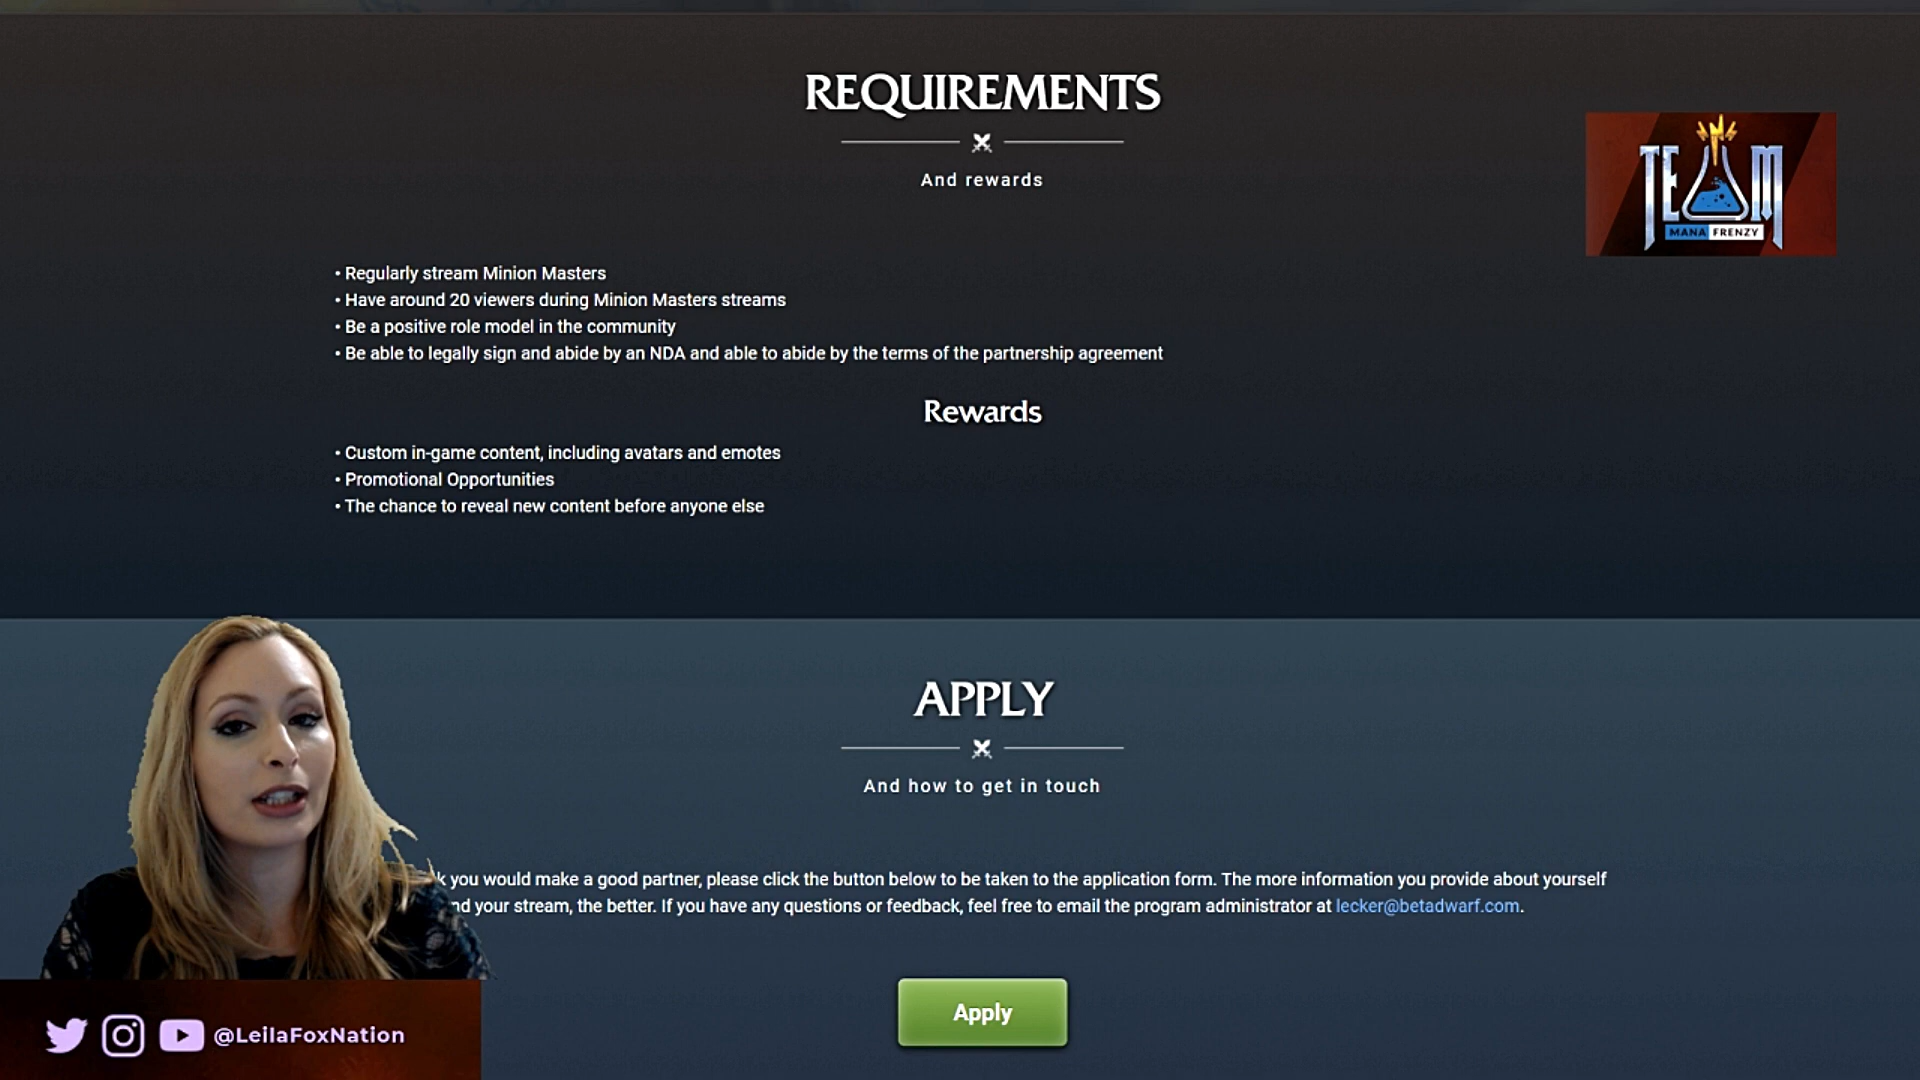 REQUIREMENTS
And rewards
TEAM
MANA FRENZY
• Regularly stream Minion Masters
• Have around 20 viewers during Minion Masters streams
• Be a positive role model in the community
• Be able to legally sign and abide by an NDA and able to abide by the terms of the partnership agreement
Rewards
• Custom in-game content, including avatars and emotes
• Promotional Opportunities
• The chance to reveal new content before anyone else
APPLY
And how to get in touch
you would make a good partner, please click the button below to be taken to the application form. The more information you provide about yourself
your stream, the better. If you have any questions or feedback, feel free to email the program administrator at lecker@betadwarf.com.
Apply
@LeilaFoxNation